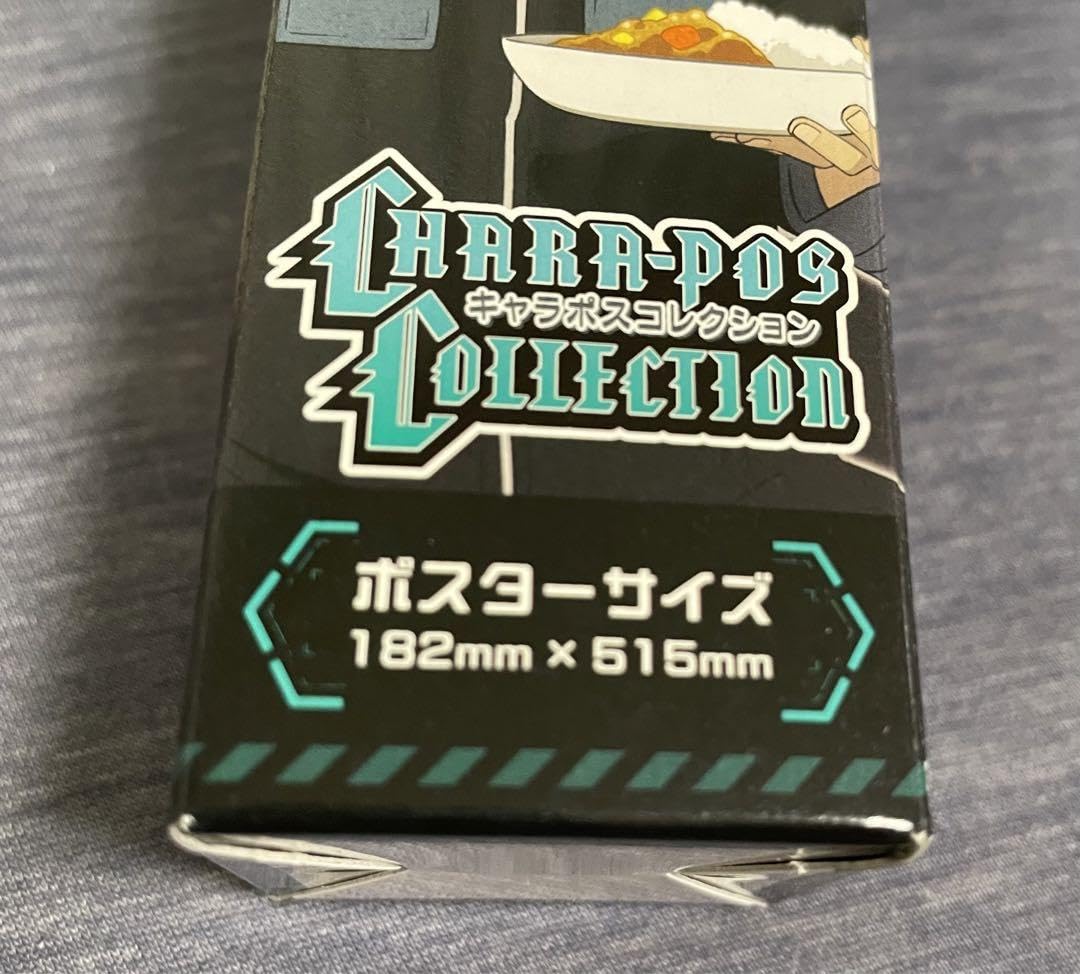 CHARA-POS
キャラポスコレクション
COLLECTION
ポスターサイズ
182mm × 515mm